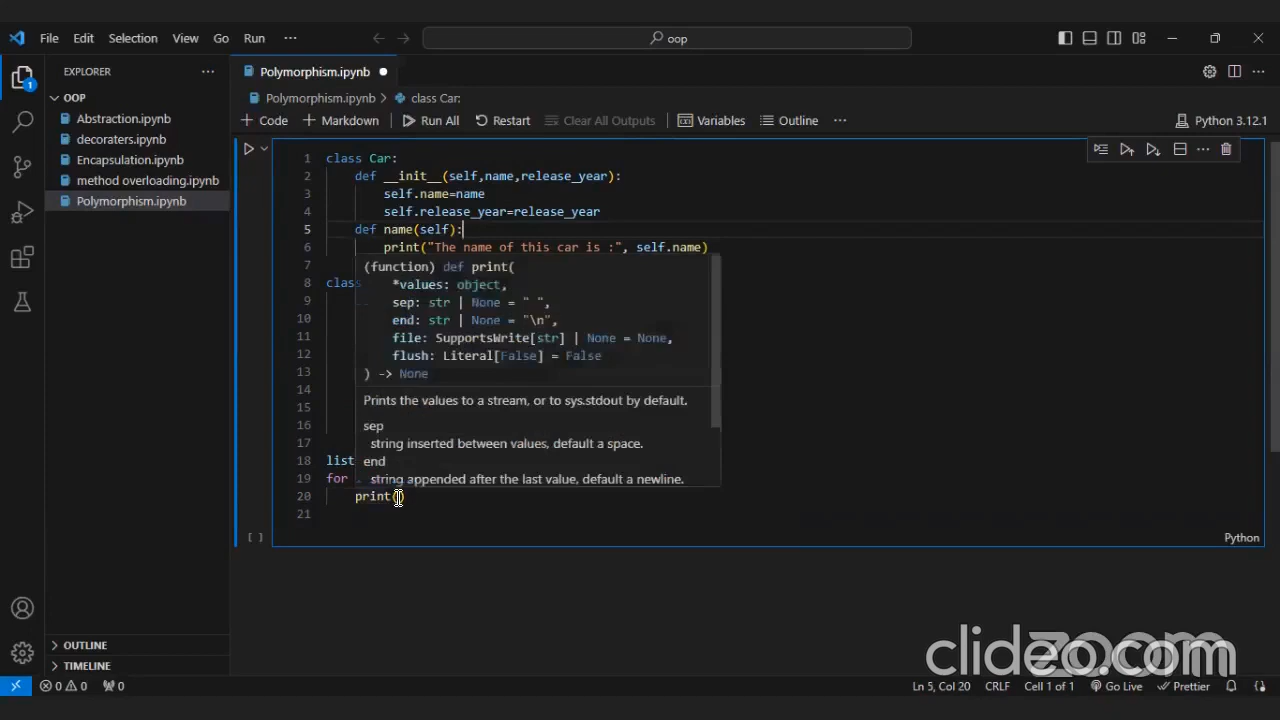 File Edit Selection View Go Run ··· oop
EXPLORER ···
Polymorphism.ipynb
OOP
Abstraction.ipynb
decoraters.ipynb
Encapsulation.ipynb
method overloading.ipynb
Polymorphism.ipynb
Polymorphism.ipynb > class Car:
+ Code + Markdown Run All Restart Clear All Outputs Variables Outline ··· Python 3.12.1
1 class Car:
2 def __init__(self,name,release_year):
3 self.name=name
4 self.release_year=release_year
5 def name(self):
6 print("The name of this car is :", self.name)
7
8 class
9
10
11
12
13
14
15
16
17
18 list
19 for
20 print()
21
(function) def print(
*values: object,
sep: str | None = " ",
end: str | None = "\n",
file: SupportsWrite[str] | None = None,
flush: Literal[False] = False
) -> None
Prints the values to a stream, or to sys.stdout by default.
sep
string inserted between values, default a space.
end
string appended after the last value, default a newline.
[ ] Python
OUTLINE
TIMELINE
1
0 0 0 Ln 5, Col 20 CRLF Cell 1 of 1 Go Live Prettier
clideo.com
zoom